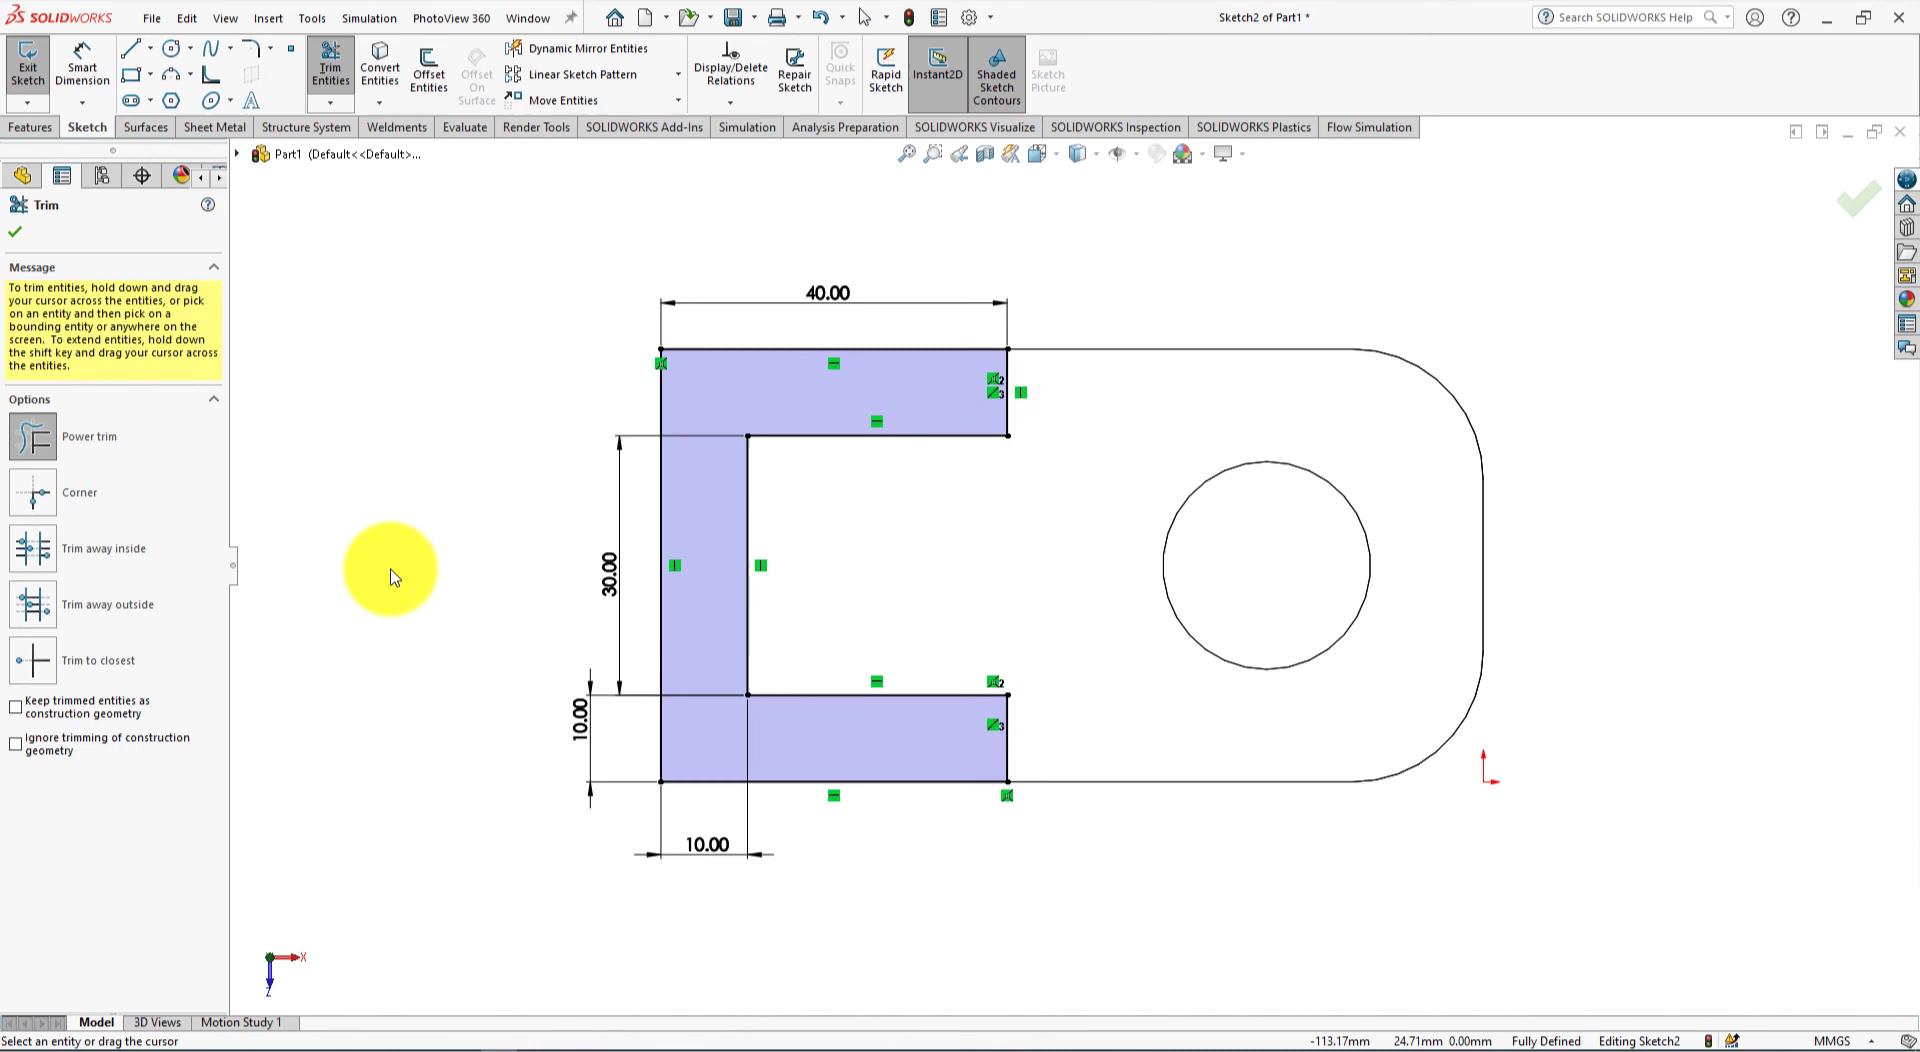 SOLIDWORKS
File Edit View Insert Tools Simulation PhotoView 360 Window
Sketch2 of Part1 *
Search SOLIDWORKS Help
Exit Sketch
Smart Dimension
Trim Entities
Convert Entities
Offset Entities
Offset On Surface
Dynamic Mirror Entities
Linear Sketch Pattern
Move Entities
Display/Delete Relations
Repair Sketch
Quick Snaps
Rapid Sketch
Instant2D
Shaded Sketch Contours
Sketch Picture
Features Sketch Surfaces Sheet Metal Structure System Weldments Evaluate Render Tools SOLIDWORKS Add-Ins Simulation Analysis Preparation SOLIDWORKS Visualize SOLIDWORKS Inspection SOLIDWORKS Plastics Flow Simulation
Part1 (Default<<Default>...
Trim
Message
To trim entities, hold down and drag
your cursor across the entities, or pick
on an entity and then pick on a
bounding entity or anywhere on the
screen. To extend entities, hold down
the shift key and drag your cursor across
the entities.
Options
Power trim
Corner
Trim away inside
Trim away outside
Trim to closest
Keep trimmed entities as
construction geometry
Ignore trimming of construction
geometry
40.00
2
3
30.00
2
10.00
3
10.00
X
Z
Model 3D Views Motion Study 1
Select an entity or drag the cursor
-113.17mm 24.71mm 0.00mm Fully Defined Editing Sketch2 MMGS